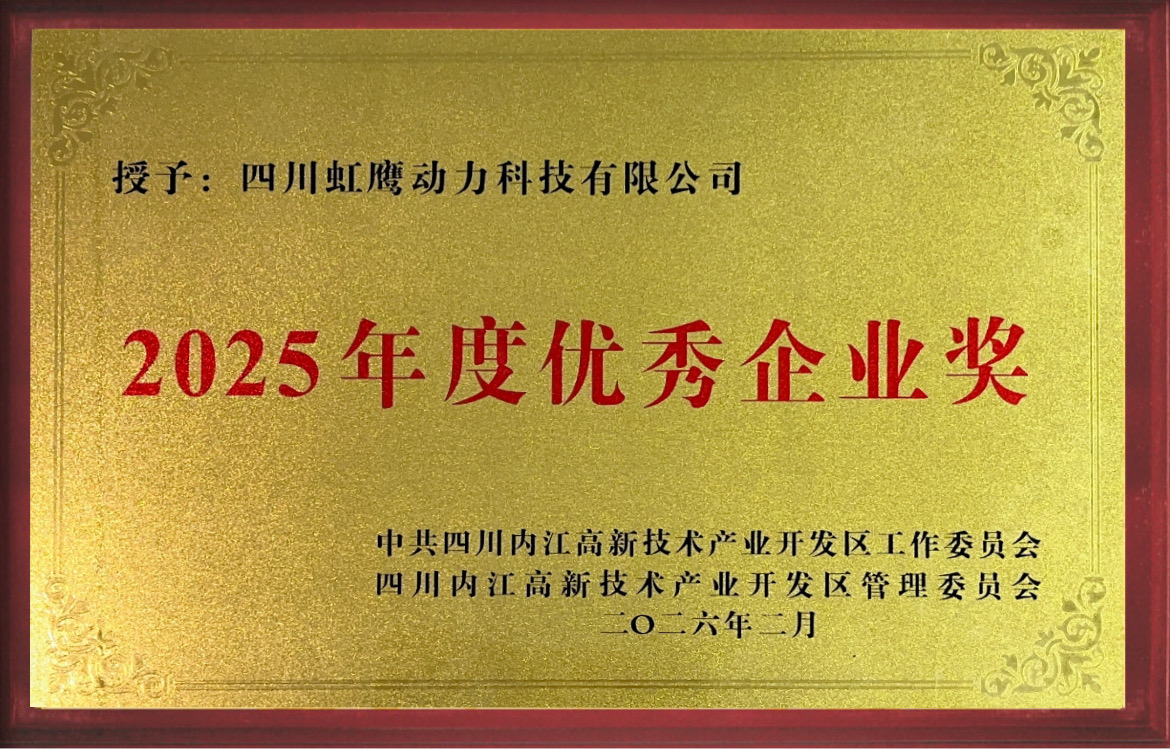 授予：四川虹鹰动力科技有限公司
2025年度优秀企业奖
中共四川内江高新技术产业开发区工作委员会
四川内江高新技术产业开发区管理委员会
二〇二六年二月